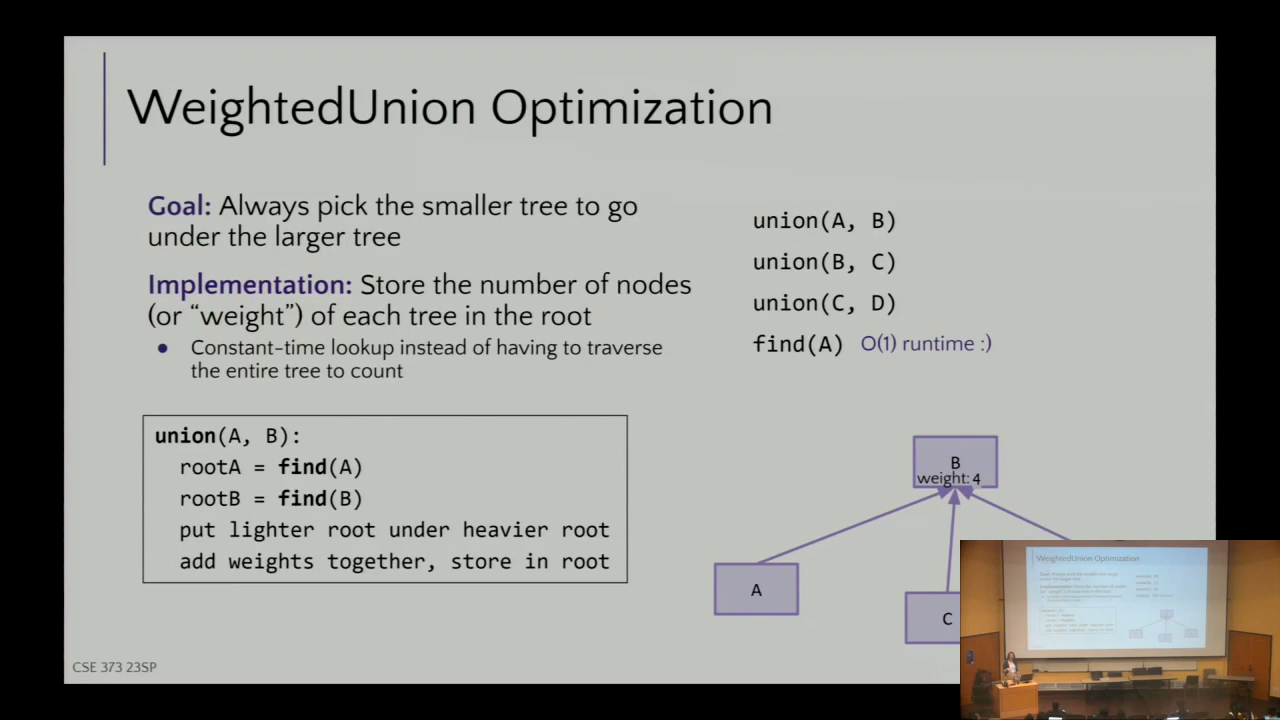 WeightedUnion Optimization
Goal: Always pick the smaller tree to go
under the larger tree
Implementation: Store the number of nodes
(or “weight”) of each tree in the root
● Constant-time lookup instead of having to traverse
the entire tree to count
union(A, B):
rootA = find(A)
rootB = find(B)
put lighter root under heavier root
add weights together, store in root
union(A, B)
union(B, C)
union(C, D)
find(A) O(1) runtime :)
B
weight: 4
A
C
CSE 373 23SP
WeightedUnion Optimization